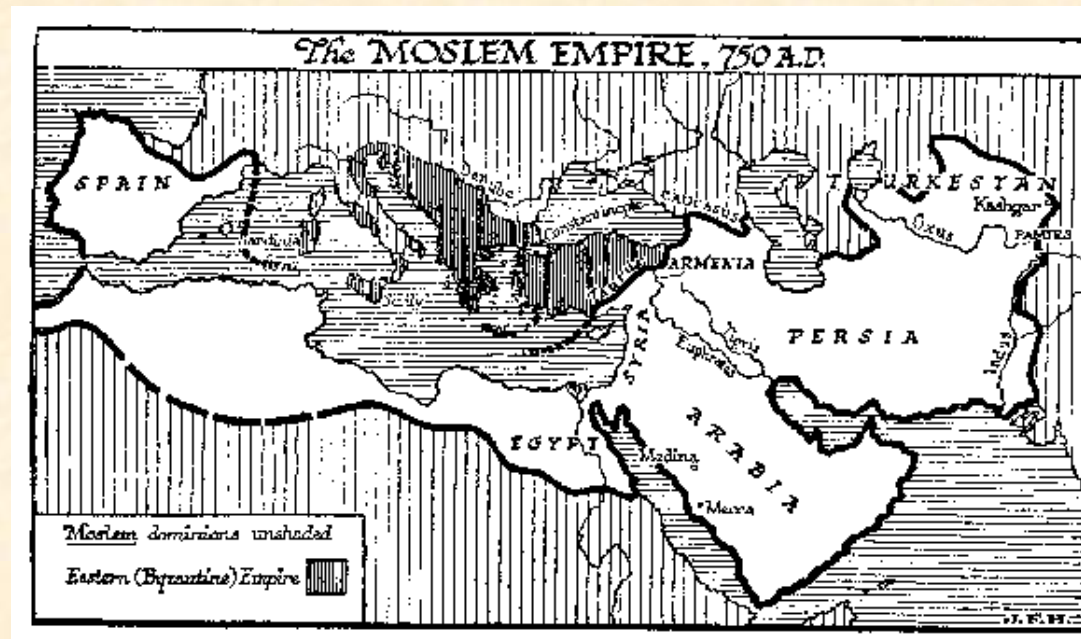 The MOSLEM EMPIRE, 750 A.D.
SPAIN
Danube
Constantinople
CAUCASUS
TURKESTAN
Kashgar
Oxus
PAMIRS
Sardinia
ARMENIA
Sicily
PERSIA
Tigris
Euphrates
SYRIA
Indus
EGYPT
ARABIA
Medina
Mecca
Moslem dominions unshaded
Eastern (Byzantine) Empire
J.F.H.